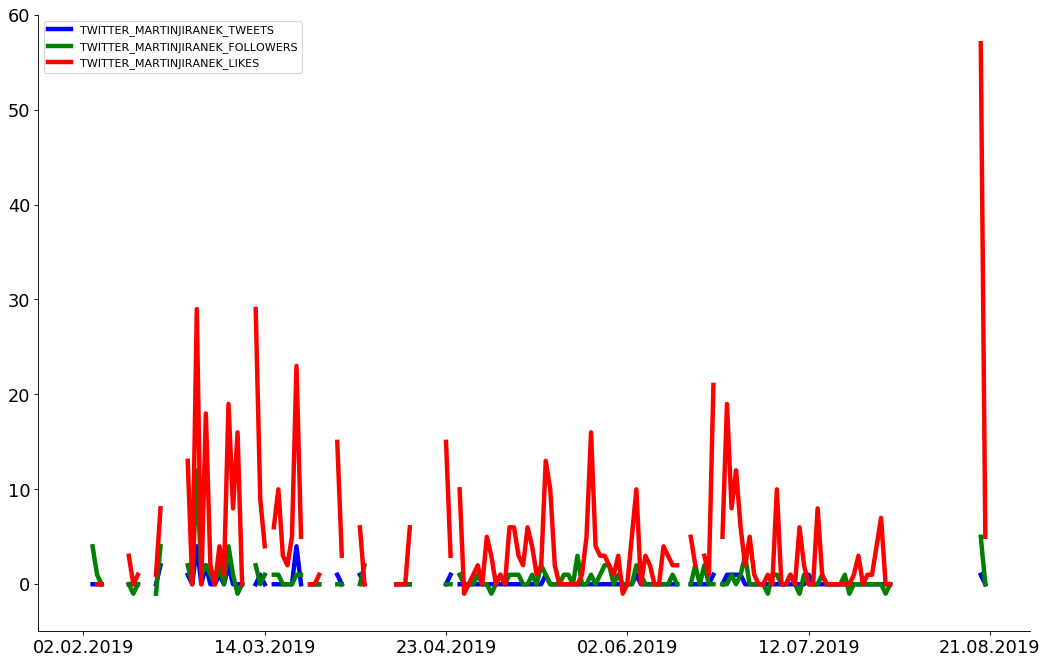 60
TWITTER_MARTINJIRANEK_TWEETS
TWITTER_MARTINJIRANEK_FOLLOWERS
TWITTER_MARTINJIRANEK_LIKES
50
40
30
20
10
0
02.02.2019 14.03.2019 23.04.2019 02.06.2019 12.07.2019 21.08.2019